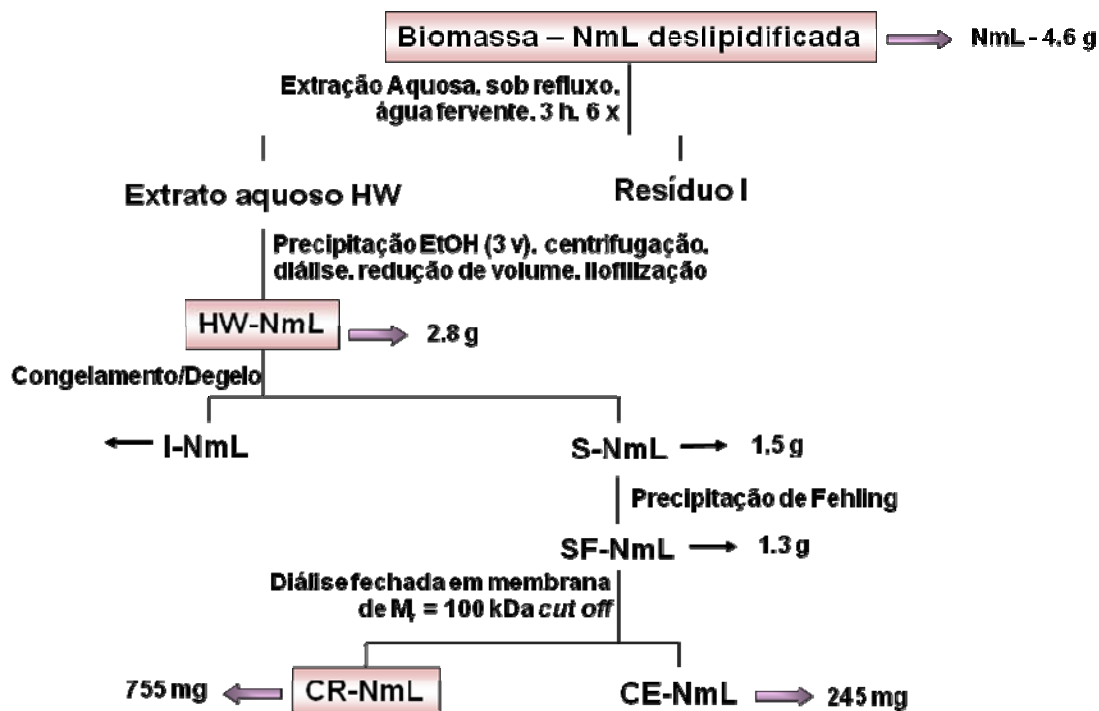 Biomassa – NmL deslipidificada
NmL - 4.6 g
Extração Aquosa, sob refluxo,
água fervente, 3 h, 6 x
Extrato aquoso HW
Resíduo I
Precipitação EtOH (3 v), centrifugação,
diálise, redução de volume, liofilização
HW-NmL
2.8 g
Congelamento/Degelo
I-NmL
S-NmL
1.5 g
Precipitação de Fehling
SF-NmL
1.3 g
Diálise fechada em membrana
de Mr = 100 kDa cut off
755 mg
CR-NmL
CE-NmL
245 mg